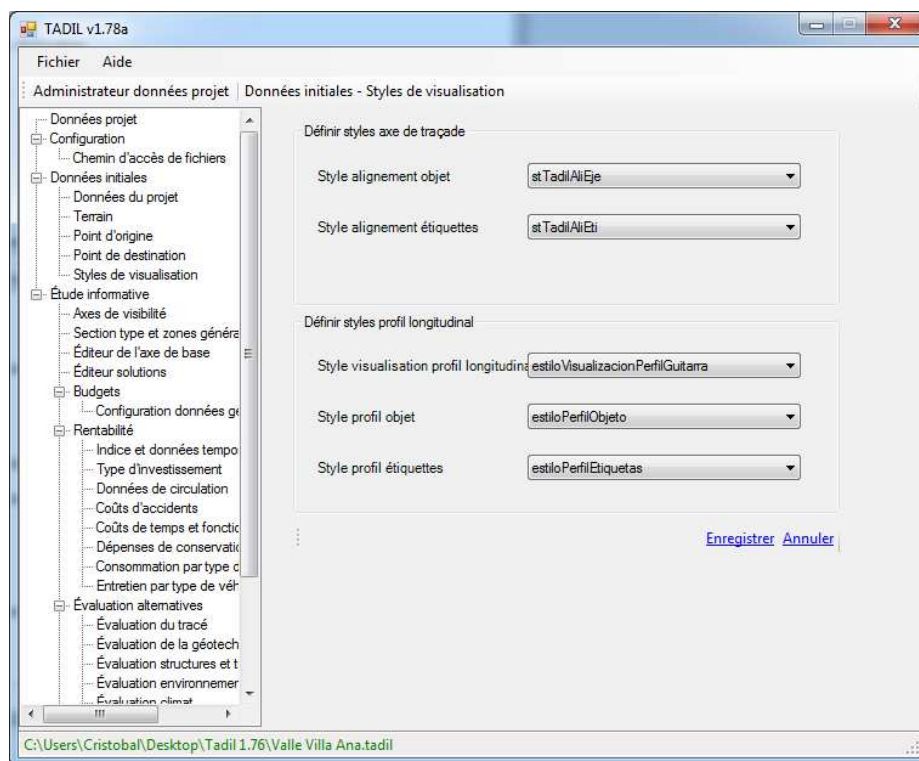 TADIL v1.78a
Fichier Aide
Administrateur données projet Données initiales - Styles de visualisation
Données projet
Configuration
Chemin d'accès de fichiers
Données initiales
Données du projet
Terrain
Point d'origine
Point de destination
Styles de visualisation
Étude informative
Axes de visibilité
Section type et zones généra
Éditeur de l'axe de base
Éditeur solutions
Budgets
Configuration données gé
Rentabilité
Indice et données tempo
Type d'investissement
Données de circulation
Coûts d'accidents
Coûts de temps et fonctic
Dépenses de conservatic
Consommation par type c
Entretien par type de véh
Évaluation alternatives
Évaluation du tracé
Évaluation de la géotech
Évaluation structures et t
Évaluation environnemer
Évaluation climat
Définir styles axe de traçade
Style alignement objet stTadilAliEje
Style alignement étiquettes stTadilAliEti
Définir styles profil longitudinal
Style visualisation profil longitudina estiloVisualizacionPerfilGuitarra
Style profil objet estiloPerfilObjeto
Style profil étiquettes estiloPerfilEtiquetas
Enregistrer Annuler
C:\Users\Cristobal\Desktop\Tadil 1.76\Valle Villa Ana.tadil